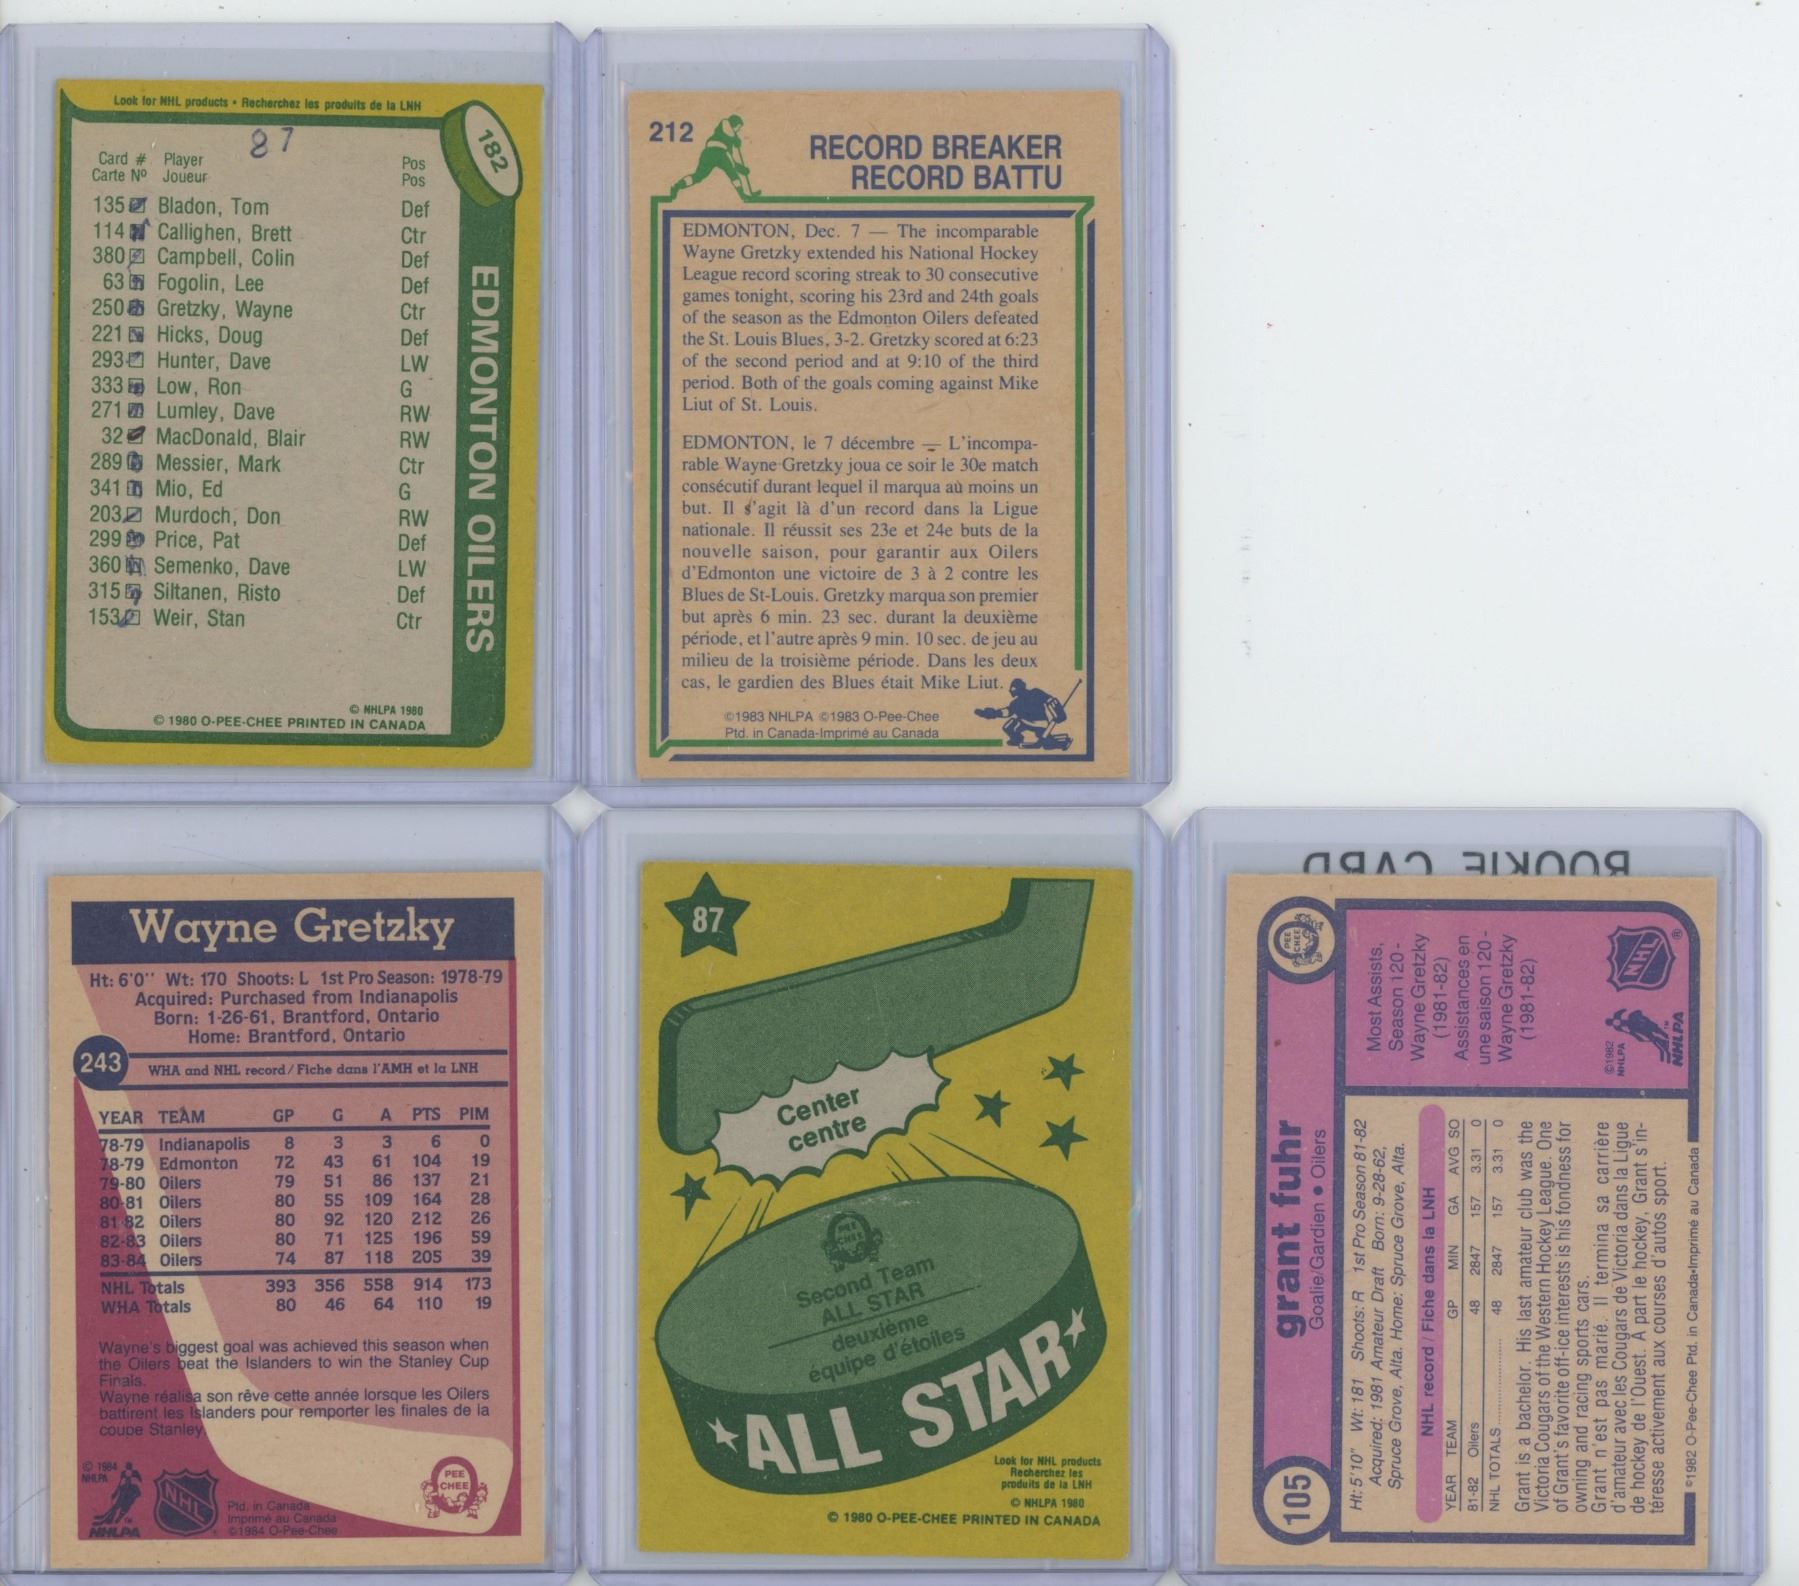 Look for NHL products • Recherchez les produits de la LNH
87
182
Card # Player Pos
Carte Nº Joueur Pos
135 Bladon, Tom Def
114 Callighen, Brett Ctr
380 Campbell, Colin Def
63 Fogolin, Lee Def
250 Gretzky, Wayne Ctr
221 Hicks, Doug Def
293 Hunter, Dave LW
333 Low, Ron G
271 Lumley, Dave RW
32 MacDonald, Blair RW
289 Messier, Mark Ctr
341 Mio, Ed G
203 Murdoch, Don RW
299 Price, Pat Def
360 Semenko, Dave LW
315 Siltanen, Risto Def
153 Weir, Stan Ctr
EDMONTON OILERS
© NHLPA 1980
© 1980 O-PEE-CHEE PRINTED IN CANADA
212
RECORD BREAKER
RECORD BATTU
EDMONTON, Dec. 7 — The incomparable
Wayne Gretzky extended his National Hockey
League record scoring streak to 30 consecutive
games tonight, scoring his 23rd and 24th goals
of the season as the Edmonton Oilers defeated
the St. Louis Blues, 3-2. Gretzky scored at 6:23
of the second period and at 9:10 of the third
period. Both of the goals coming against Mike
Liut of St. Louis.
EDMONTON, le 7 décembre — L'incompa-
rable Wayne Gretzky joua ce soir le 30e match
consécutif durant lequel il marqua au moins un
but. Il s'agit là d'un record dans la Ligue
nationale. Il réussit ses 23e et 24e buts de la
nouvelle saison, pour garantir aux Oilers
d'Edmonton une victoire de 3 à 2 contre les
Blues de St-Louis. Gretzky marqua son premier
but après 6 min. 23 sec. durant la deuxième
période, et l'autre après 9 min. 10 sec. de jeu au
milieu de la troisième période. Dans les deux
cas, le gardien des Blues était Mike Liut.
©1983 NHLPA ©1983 O-Pee-Chee
Ptd. in Canada-Imprimé au Canada
Wayne Gretzky
Ht: 6'0'' Wt: 170 Shoots: L 1st Pro Season: 1978-79
Acquired: Purchased from Indianapolis
Born: 1-26-61, Brantford, Ontario
Home: Brantford, Ontario
243
WHA and NHL record/Fiche dans l'AMH et la LNH
YEAR TEAM GP G A PTS PIM
78-79 Indianapolis 8 3 3 6 0
78-79 Edmonton 72 43 61 104 19
79-80 Oilers 79 51 86 137 21
80-81 Oilers 80 55 109 164 28
81-82 Oilers 80 92 120 212 26
82-83 Oilers 80 71 125 196 59
83-84 Oilers 74 87 118 205 39
NHL Totals 393 356 558 914 173
WHA Totals 80 46 64 110 19
Wayne's biggest goal was achieved this season when
the Oilers beat the Islanders to win the Stanley Cup
Finals.
Wayne réalisa son rêve cette année lorsque les Oilers
battirent les Islanders pour remporter les finales de la
coupe Stanley.
© 1984
NHLPA
NHLPA
NHL
Ptd. in Canada
Imprimé au Canada
©1984 O-Pee-Chee
PEE
CHEE
87
Center
centre
PEE
CHEE
Second Team
ALL STAR
deuxième
équipe d'étoiles
ALL STAR
Look for NHL products
Recherchez les
produits de la LNH
© NHLPA 1980
© 1980 O-PEE-CHEE PRINTED IN CANADA
ROOKIE CARD
105
grant fuhr
Goalie/Gardien • Oilers
PEE
CHEE
Ht: 5'10" Wt: 181 Shoots: R 1st Pro Season 81-82
Acquired: 1981 Amateur Draft Born: 9-28-62,
Spruce Grove, Alta. Home: Spruce Grove, Alta.
NHL record / Fiche dans la LNH
YEAR TEAM GP MIN GA AVG SO
81-82 Oilers 48 2847 157 3.31 0
NHL TOTALS 48 2847 157 3.31 0
Grant is a bachelor. His last amateur club was the
Victoria Cougars of the Western Hockey League. One
of Grant's favorite off-ice interests is his fondness for
owning and racing sports cars.
Grant n'est pas marié. Il termina sa carrière
d'amateur avec les Cougars de Victoria dans la Ligue
de hockey de l'Ouest. À part le hockey, Grant s'in-
téresse activement aux courses d'autos sport.
Most Assists,
Season 120 -
Wayne Gretzky
(1981-82)
Assistances en
une saison 120 -
Wayne Gretzky
(1981-82)
©1982
NHLPA
NHLPA
NHL
©1982 O-Pee-Chee Ptd. in Canada•Imprimé au Canada